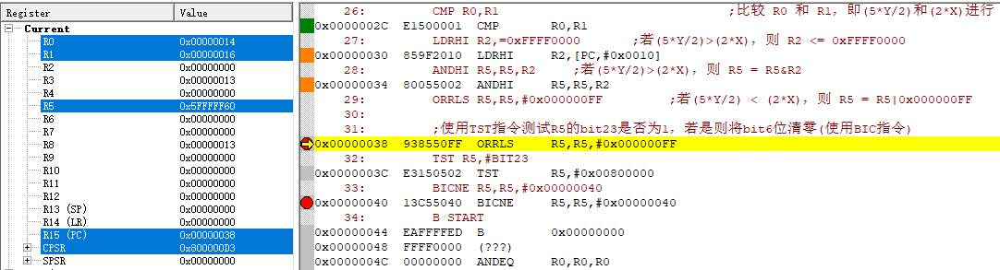 Register Value
Current
R0 0x00000014
R1 0x00000016
R2 0x00000000
R3 0x00000013
R4 0x00000000
R5 0x5FFFFF60
R6 0x00000000
R7 0x00000000
R8 0x00000013
R9 0x00000000
R10 0x00000000
R11 0x00000000
R12 0x00000000
R13 (SP) 0x00000000
R14 (LR) 0x00000000
R15 (PC) 0x00000038
CPSR 0x800000D3
SPSR 0x00000000
26: CMP R0,R1 ;比较 R0 和 R1，即(5*Y/2)和(2*X)进行
0x0000002C E1500001 CMP R0,R1
27: LDRHI R2,=0xFFFF0000 ;若(5*Y/2)>(2*X)，则 R2 <= 0xFFFF0000
0x00000030 859F2010 LDRHI R2,[PC,#0x0010]
28: ANDHI R5,R5,R2 ;若(5*Y/2)>(2*X)，则 R5 = R5&R2
0x00000034 80055002 ANDHI R5,R5,R2
29: ORRLS R5,R5,#0x000000FF ;若(5*Y/2) < (2*X)，则 R5 = R5|0x000000FF
30:
31: ;使用TST指令测试R5的bit23是否为1，若是则将bit6位清零(使用BIC指令)
0x00000038 938550FF ORRLS R5,R5,#0x000000FF
32: TST R5,#BIT23
0x0000003C E3150502 TST R5,#0x00800000
33: BICNE R5,R5,#0x00000040
0x00000040 13C55040 BICNE R5,R5,#0x00000040
34: B START
0x00000044 EAFFFFED B 0x00000000
0x00000048 FFFF0000 (???)
0x0000004C 00000000 ANDEQ R0,R0,R0